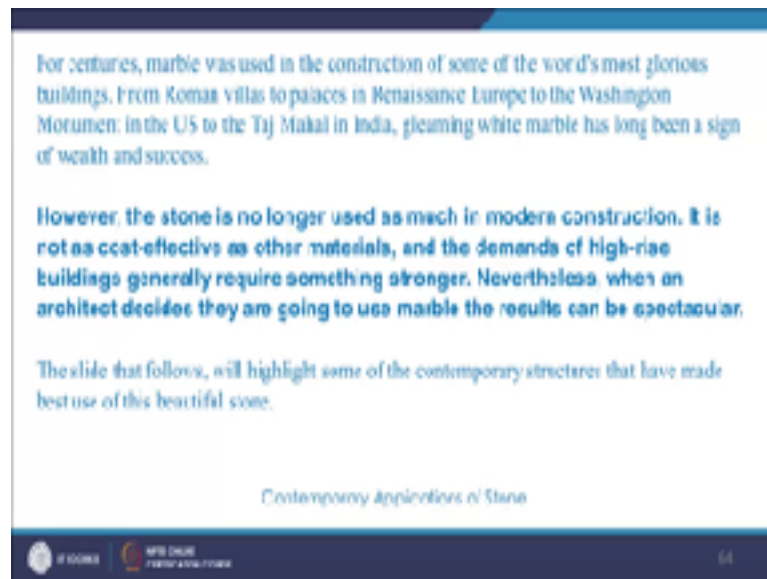 For centuries, marble was used in the construction of some of the world's most glorious
buildings. From Roman villas to palaces in Renaissance Europe to the Washington
Monument in the US to the Taj Mahal in India, gleaming white marble has long been a sign
of wealth and success.
However, the stone is no longer used as much in modern construction. It is
not as cost-effective as other materials, and the demands of high-rise
buildings generally require something stronger. Nevertheless, when an
architect decides they are going to use marble the results can be spectacular.
The slide that follows, will highlight some of the contemporary structures that have made
best use of this beautiful stone.
Contemporary Applications of Stone
IT ROORKEE
NPTEL ONLINE
CERTIFICATION COURSE